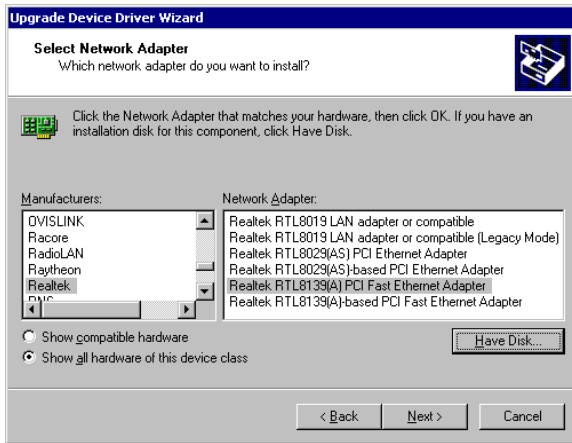 Upgrade Device Driver Wizard
Select Network Adapter
Which network adapter do you want to install?
Click the Network Adapter that matches your hardware, then click OK. If you have an
installation disk for this component, click Have Disk.
Manufacturers:
OVISLINK
Racore
RadioLAN
Raytheon
Realtek
Network Adapter:
Realtek RTL8019 LAN adapter or compatible
Realtek RTL8019 LAN adapter or compatible (Legacy Mode)
Realtek RTL8029(AS) PCI Ethernet Adapter
Realtek RTL8029(AS)-based PCI Ethernet Adapter
Realtek RTL8139(A) PCI Fast Ethernet Adapter
Realtek RTL8139(A)-based PCI Fast Ethernet Adapter
Show compatible hardware
Show all hardware of this device class
Have Disk...
< Back
Next >
Cancel